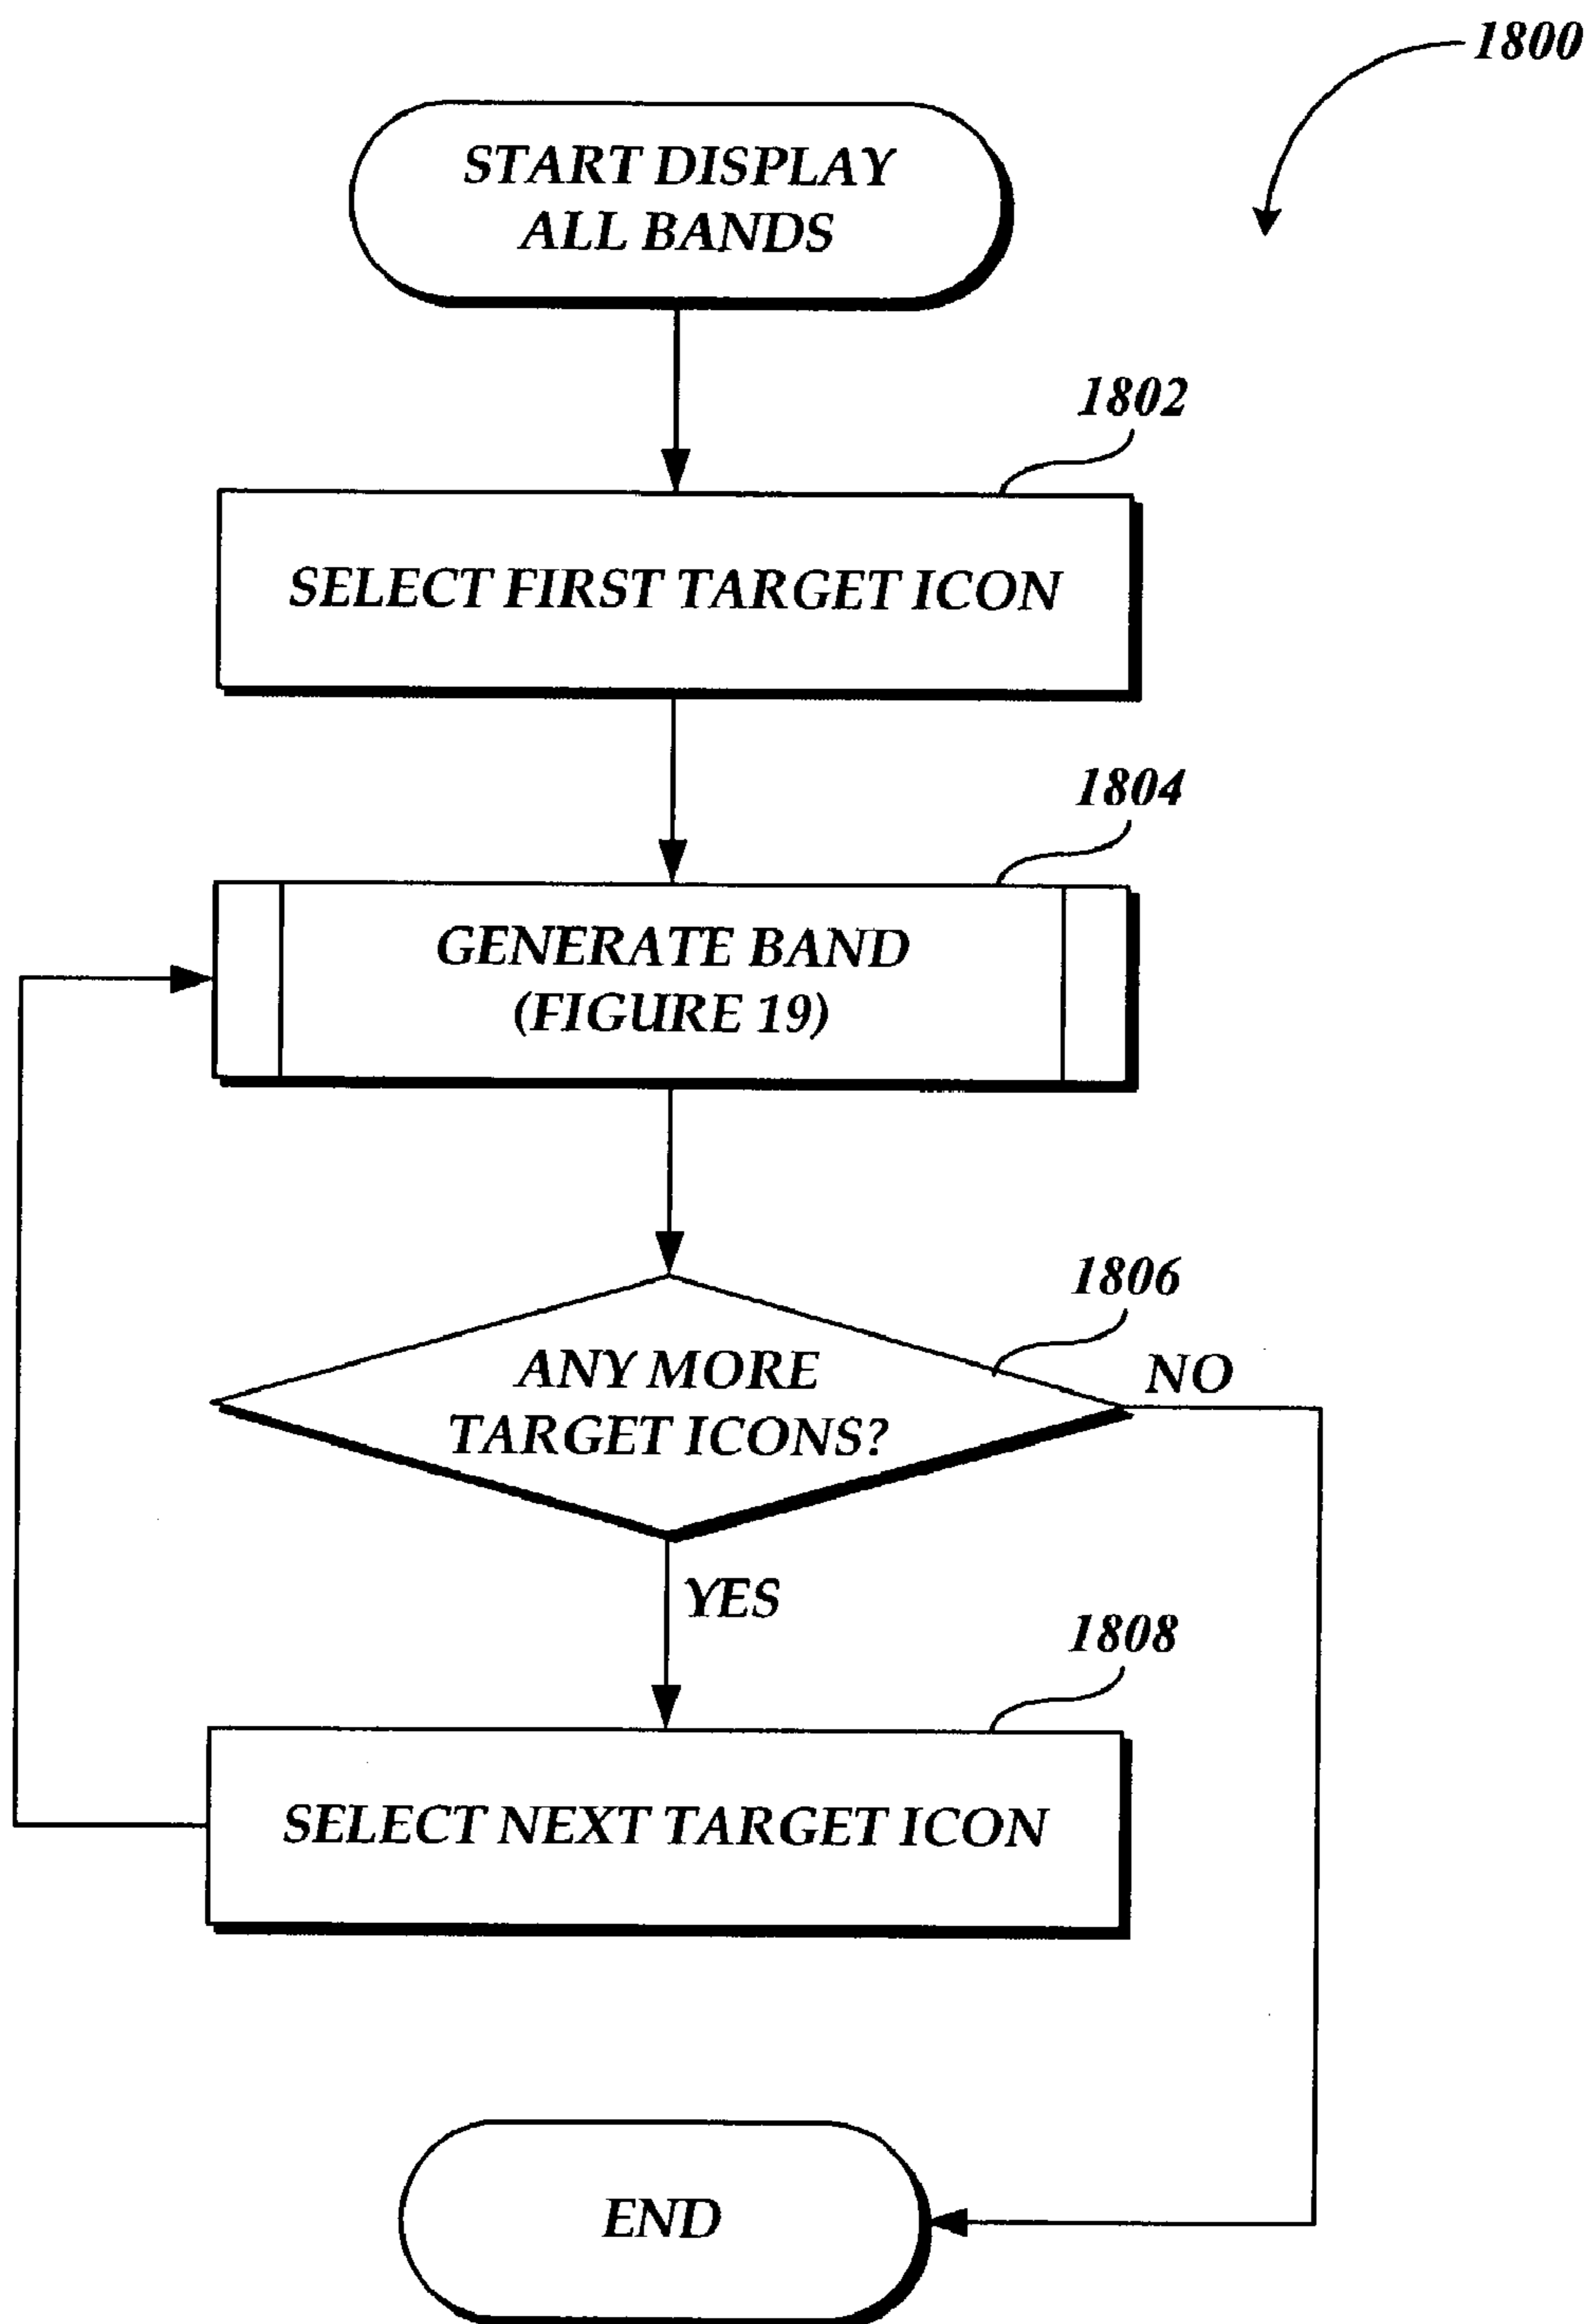 1800
START DISPLAY
ALL BANDS
1802
SELECT FIRST TARGET ICON
1804
GENERATE BAND
(FIGURE 19)
1806
ANY MORE
TARGET ICONS?
NO
YES
1808
SELECT NEXT TARGET ICON
END